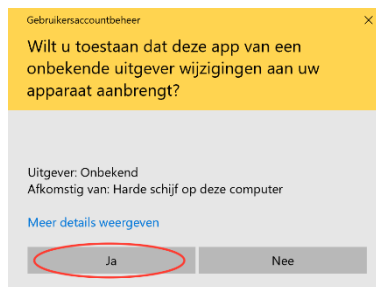 Gebruikersaccountbeheer
Wilt u toestaan dat deze app van een
onbekende uitgever wijzigingen aan uw
apparaat aanbrengt?
Uitgever: Onbekend
Afkomstig van: Harde schijf op deze computer
Meer details weergeven
Ja
Nee